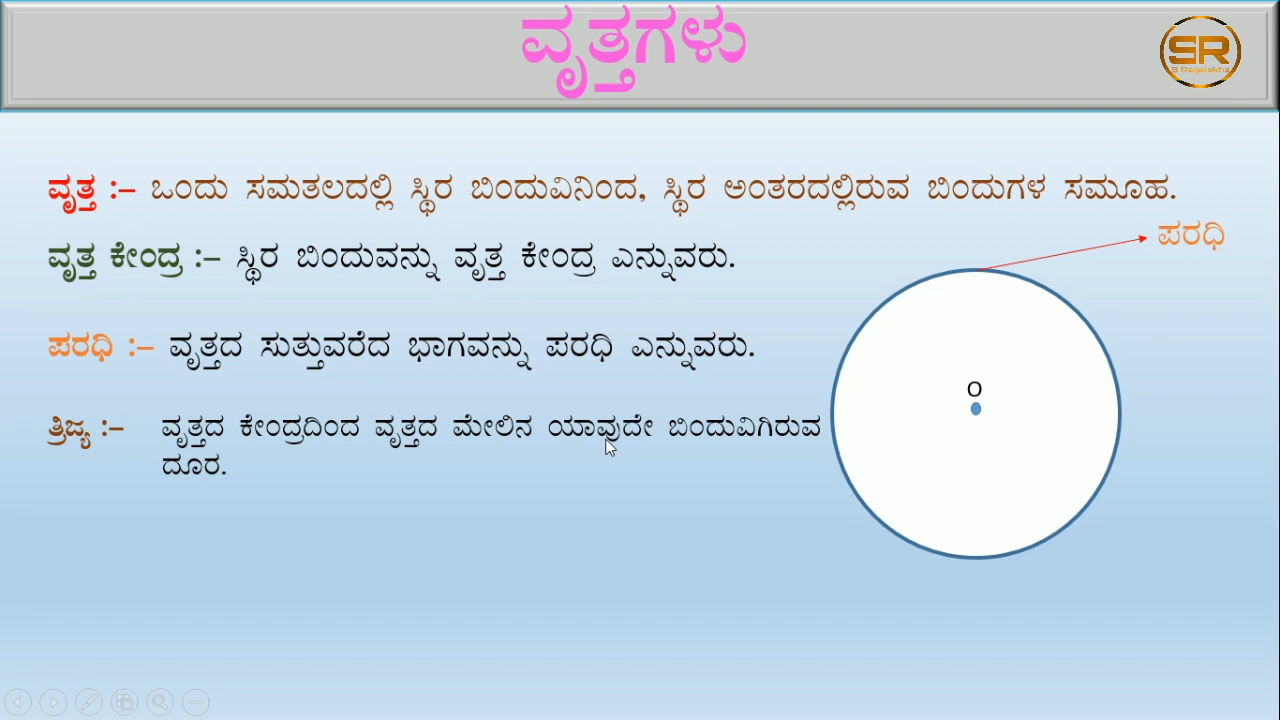 ವೃತ್ತಗಳು
SR
ವೃತ್ತ :– ಒಂದು ಸಮತಲದಲ್ಲಿ ಸ್ಥಿರ ಬಿಂದುವಿನಿಂದ, ಸ್ಥಿರ ಅಂತರದಲ್ಲಿರುವ ಬಿಂದುಗಳ ಸಮೂಹ.
ಪರಧಿ
ವೃತ್ತ ಕೇಂದ್ರ :– ಸ್ಥಿರ ಬಿಂದುವನ್ನು ವೃತ್ತ ಕೇಂದ್ರ ಎನ್ನುವರು.
ಪರಧಿ :– ವೃತ್ತದ ಸುತ್ತುವರೆದ ಭಾಗವನ್ನು ಪರಧಿ ಎನ್ನುವರು.
O
ತ್ರಿಜ್ಯ :– ವೃತ್ತದ ಕೇಂದ್ರದಿಂದ ವೃತ್ತದ ಮೇಲಿನ ಯಾವುದೇ ಬಿಂದುವಿಗಿರುವ
ದೂರ.